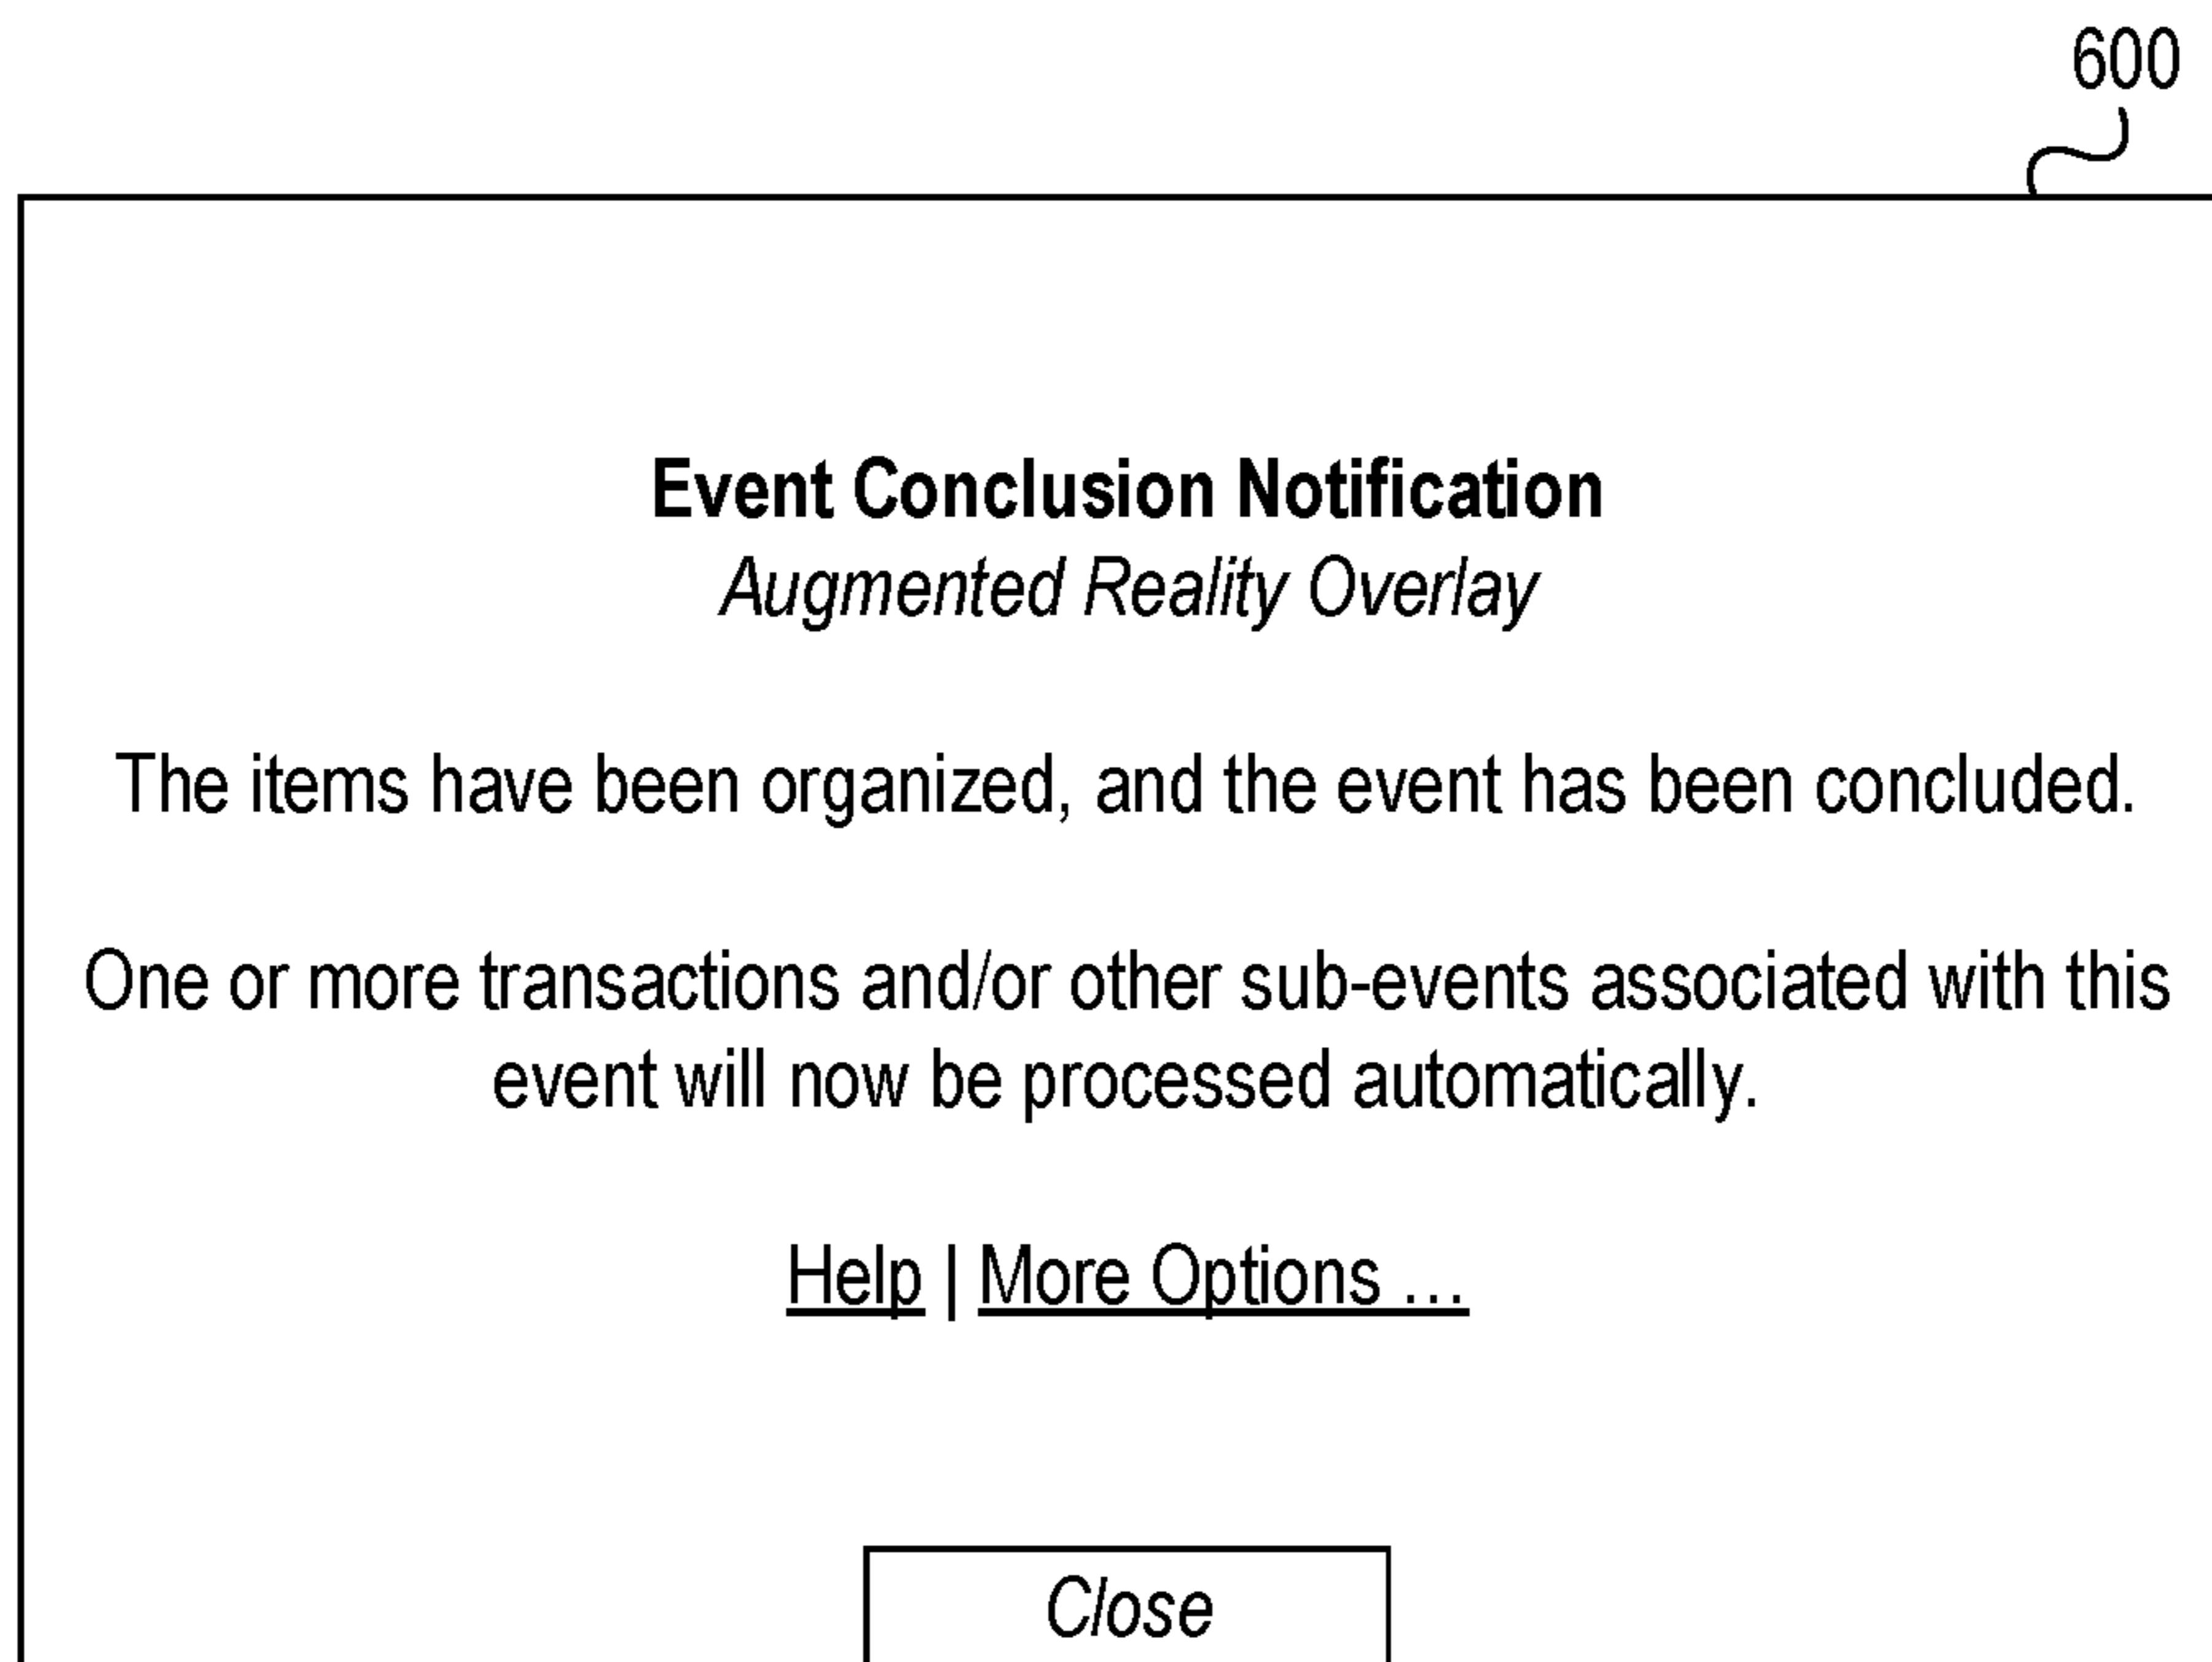 600
Event Conclusion Notification
Augmented Reality Overlay
The items have been organized, and the event has been concluded.
One or more transactions and/or other sub-events associated with this
event will now be processed automatically.
Help | More Options ...
Close